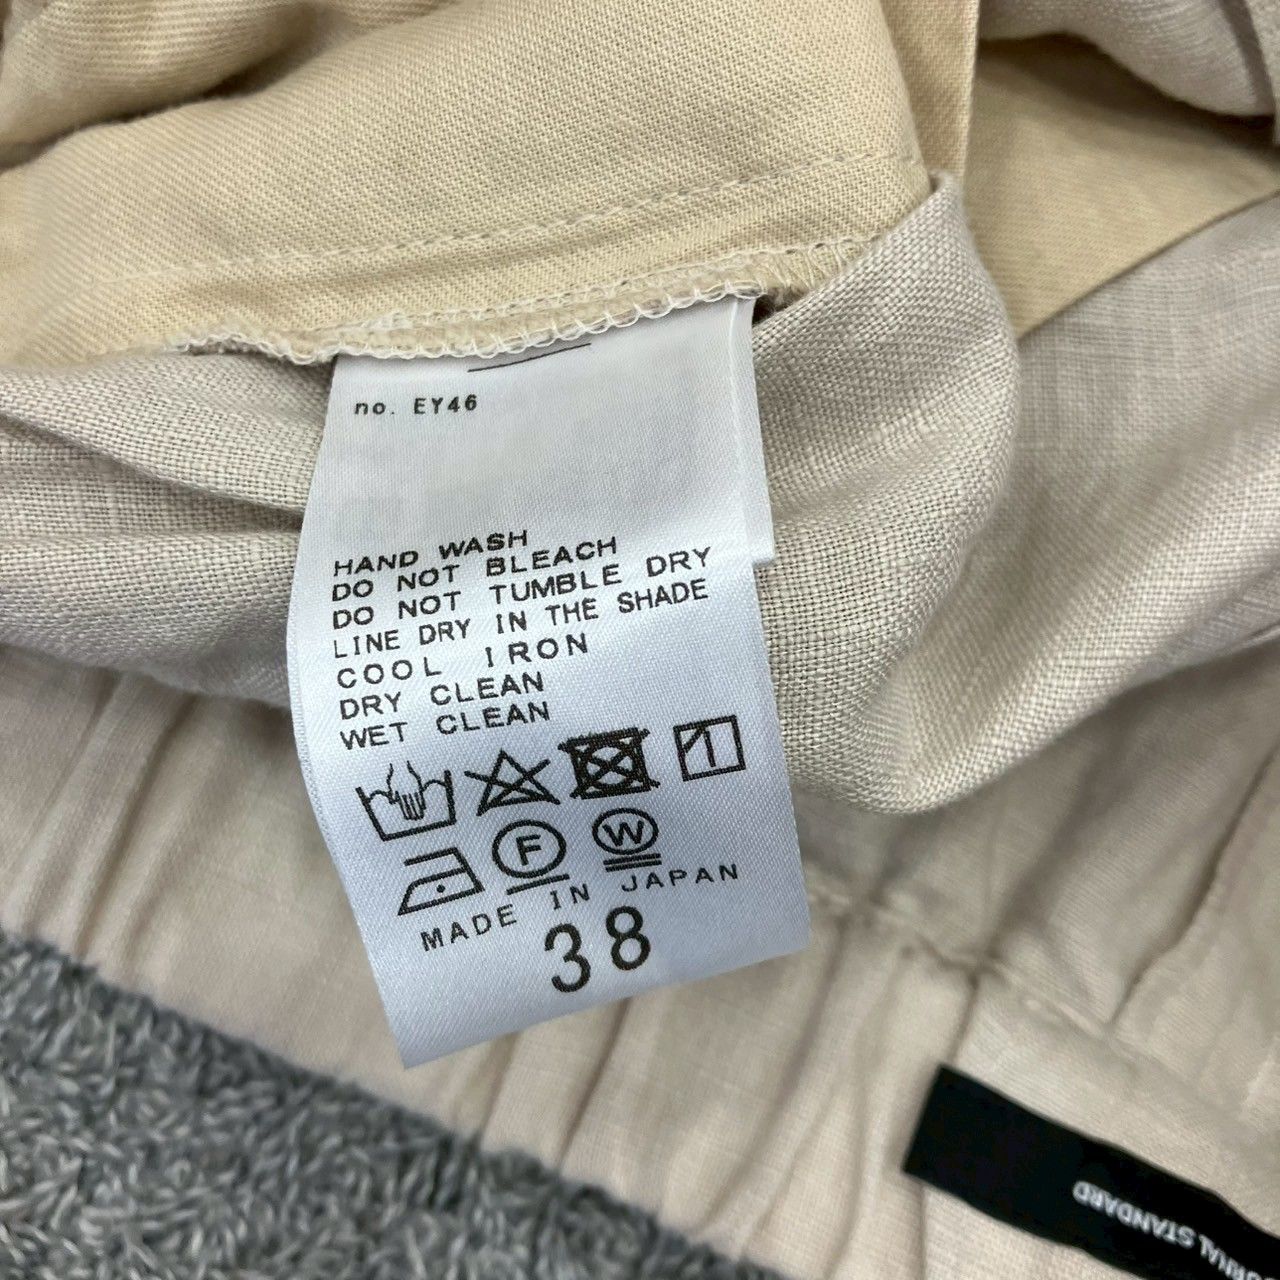 no. EY46
HAND WASH
DO NOT BLEACH
DO NOT TUMBLE DRY
LINE DRY IN THE SHADE
COOL IRON
DRY CLEAN
WET CLEAN
F
W
MADE IN JAPAN
38
STANDARD